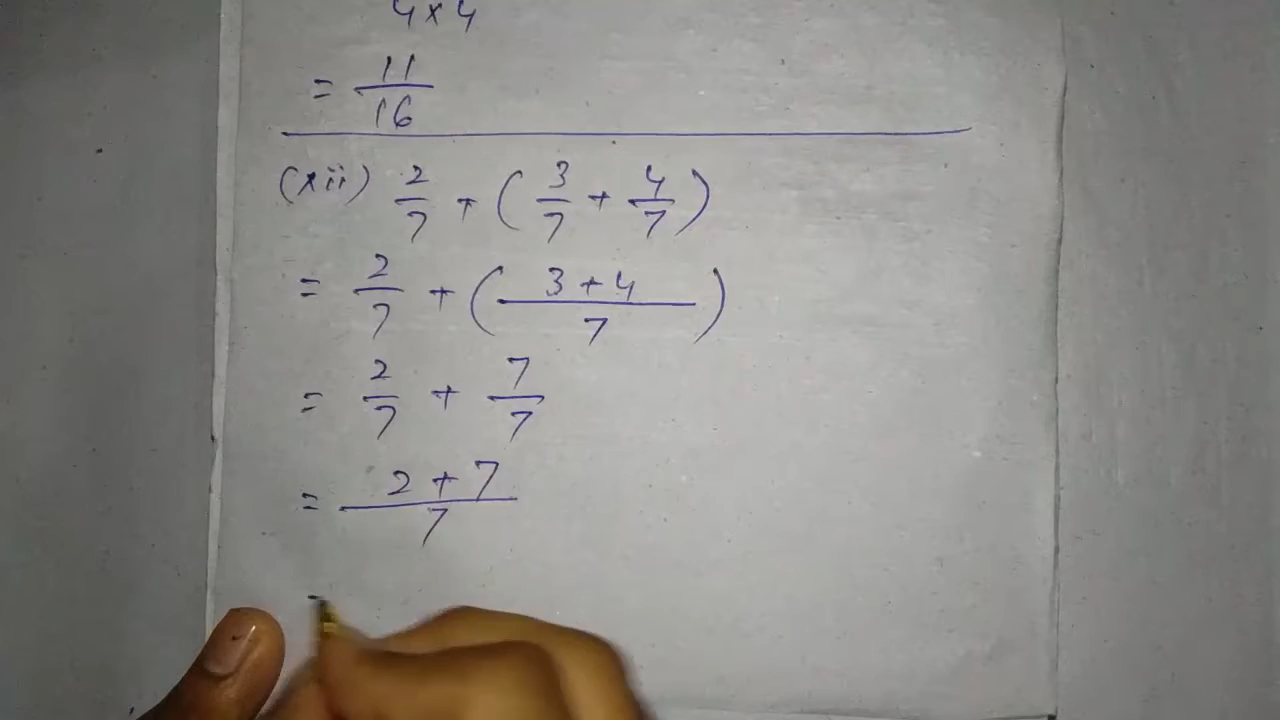 4 × 4
= 11/16
(xii) 2/7 + ( 3/7 + 4/7 )
= 2/7 + ( 3 + 4 / 7 )
= 2/7 + 7/7
= 2 + 7 / 7